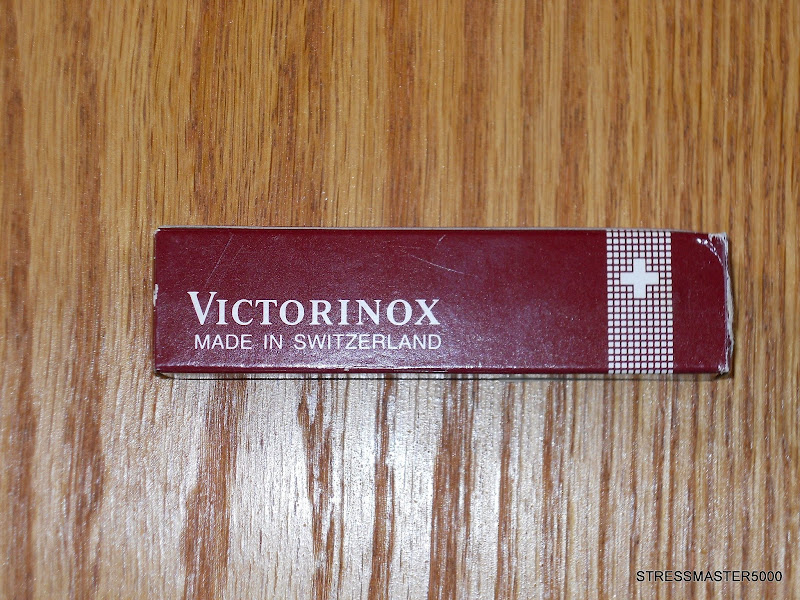 VICTORINOX
MADE IN SWITZERLAND
STRESSMASTER5000